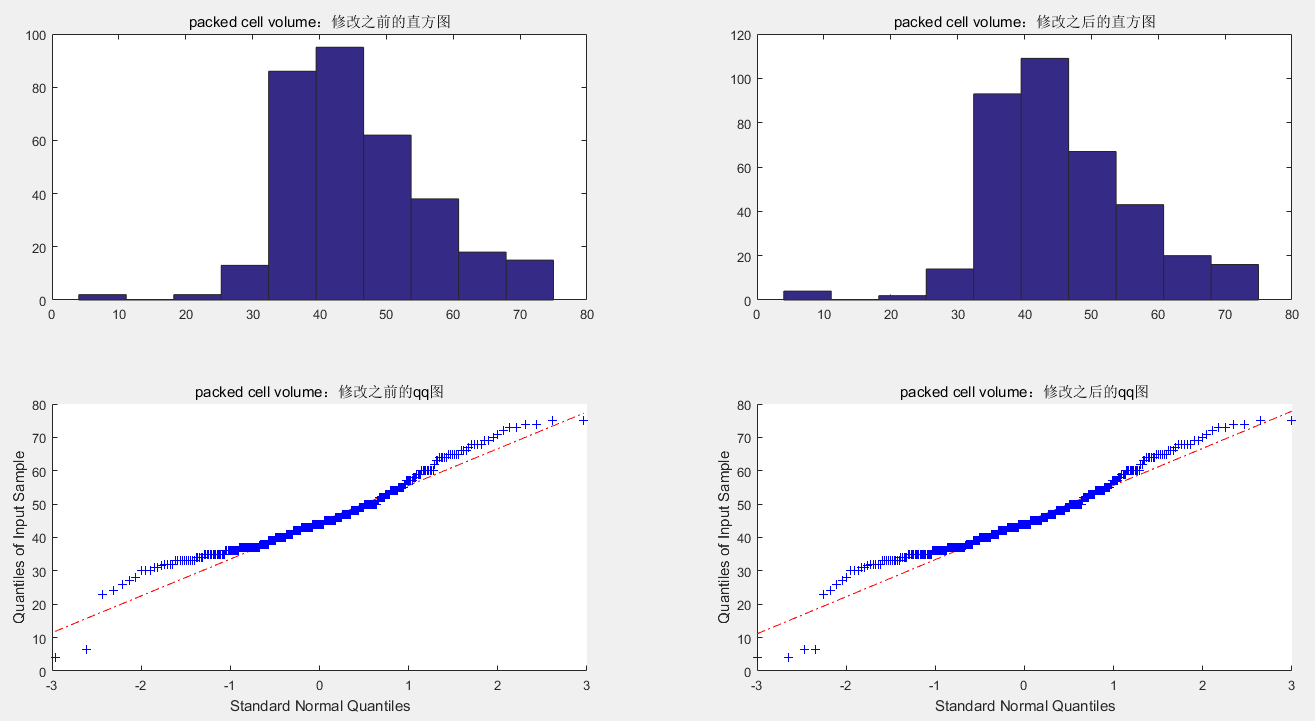 packed cell volume：修改之前的直方图
100
80
60
40
20
0
0 10 20 30 40 50 60 70 80
packed cell volume：修改之后的直方图
120
100
80
60
40
20
0
0 10 20 30 40 50 60 70 80
packed cell volume：修改之前的qq图
Quantiles of Input Sample
80
70
60
50
40
30
20
10
0
-3 -2 -1 0 1 2 3
Standard Normal Quantiles
packed cell volume：修改之后的qq图
Quantiles of Input Sample
80
70
60
50
40
30
20
10
0
-3 -2 -1 0 1 2 3
Standard Normal Quantiles